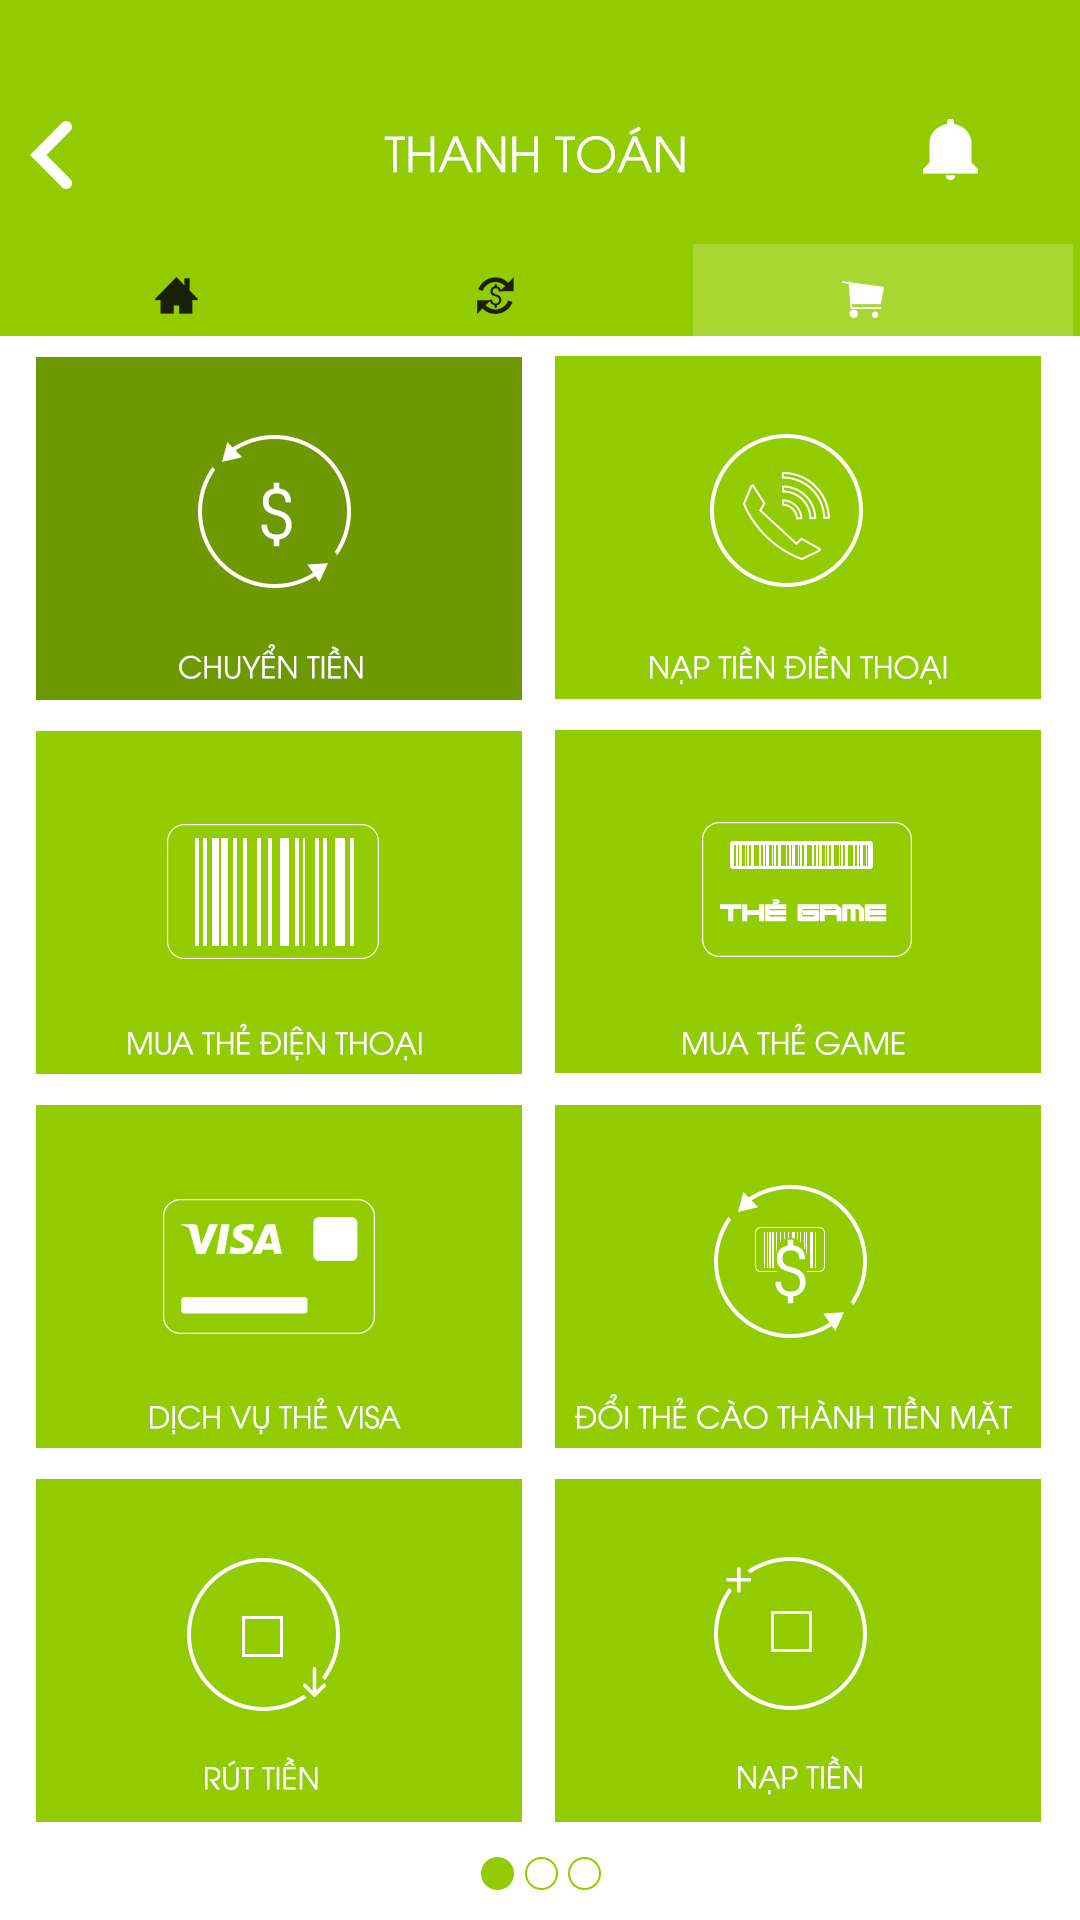 THANH TOÁN
$
$
CHUYỂN TIỀN
NẠP TIỀN ĐIỀN THOẠI
MUA THẺ ĐIỆN THOẠI
THẺ GAME
MUA THẺ GAME
VISA
DỊCH VỤ THẺ VISA
$
ĐỔI THẺ CÀO THÀNH TIỀN MẶT
RÚT TIỀN
NẠP TIỀN